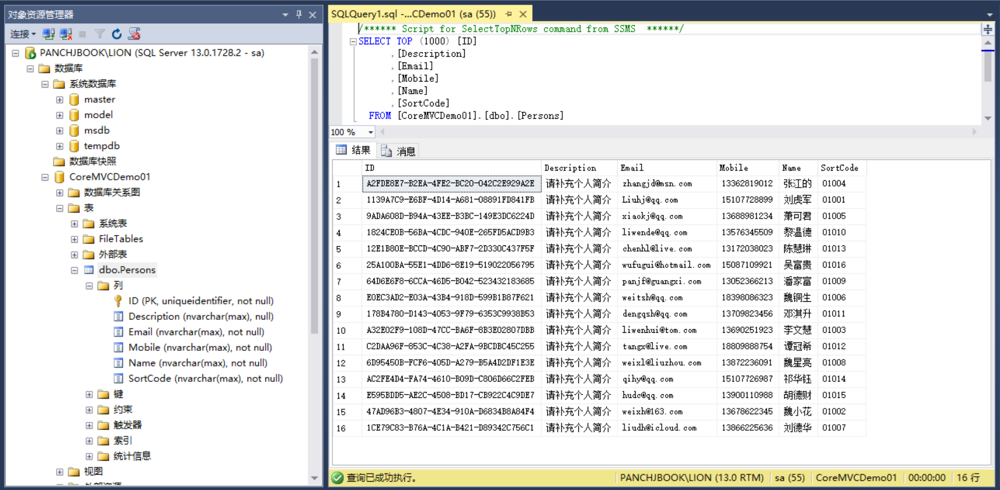 对象资源管理器
连接
PANCHJBOOK\LION (SQL Server 13.0.1728.2 - sa)
数据库
系统数据库
master
model
msdb
tempdb
数据库快照
CoreMVCDemo01
数据库关系图
表
系统表
FileTables
外部表
dbo.Persons
列
ID (PK, uniqueidentifier, not null)
Description (nvarchar(max), null)
Email (nvarchar(max), not null)
Mobile (nvarchar(max), not null)
Name (nvarchar(max), not null)
SortCode (nvarchar(max), not null)
键
约束
触发器
索引
统计信息
视图
SQLQuery1.sql -...CDemo01 (sa (55))
/****** Script for SelectTopNRows command from SSMS  ******/
SELECT TOP (1000) [ID]
,[Description]
,[Email]
,[Mobile]
,[Name]
,[SortCode]
FROM [CoreMVCDemo01].[dbo].[Persons]
100 %
结果 消息
ID Description Email Mobile Name SortCode
1 A2FDE8E7-B2EA-4FE2-BC20-042C2E929A2E 请补充个人简介 zhangjd@msn.com 13362819012 张江的 01004
2 1139A7C9-E6BF-4D14-A681-08891FD841FB 请补充个人简介 Liuhj@qq.com 15107728899 刘虎军 01001
3 9ADA608D-B94A-43EE-B3BC-149E3DC6224D 请补充个人简介 xiaokj@qq.com 13688981234 萧可君 01005
4 1824CE0B-56BA-4CDC-940E-265FD5ACD9B3 请补充个人简介 liwende@qq.com 13576345509 黎温德 01010
5 12E1B80E-BCCD-4C90-ABF7-2D330C437F5F 请补充个人简介 chenhl@live.com 13172038023 陈慧琳 01013
6 25A100BA-55E1-4DD6-8E19-519022056795 请补充个人简介 wufugui@hotmail.com 15087109921 吴富贵 01016
7 64D6E6F8-6CCA-46D5-B042-523432183685 请补充个人简介 panjf@guangxi.com 13052366213 潘家富 01009
8 E0EC3AD2-E03A-43B4-918D-599B1B87F621 请补充个人简介 weitsh@qq.com 18398086323 魏铜生 01006
9 178B4780-D143-4053-9F79-6353C9938B53 请补充个人简介 dengqsh@qq.com 13709823456 邓淇升 01011
10 A32E02F9-108D-47CC-BA6F-8B3E02807DBB 请补充个人简介 liwenhui@tom.com 13690251923 李文慧 01003
11 C2DAA96F-853C-4C38-A2FA-9BCDBC45C255 请补充个人简介 tangx@live.com 18809888754 谭冠希 01012
12 6D95450B-FCF6-405D-A279-B5A4D2DF1E3E 请补充个人简介 weixl@liuzhou.com 13872236091 魏星亮 01008
13 AC2FE4D4-FA74-4610-B09D-C806D66C2FEB 请补充个人简介 qihy@qq.com 15107726987 祁华钰 01014
14 E595BDD5-AE2C-4508-BD17-CB922C4C9DE7 请补充个人简介 hudc@qq.com 13900110988 胡德财 01015
15 47AD96B3-4807-4E34-910A-D6834B8A84F4 请补充个人简介 weixh@163.com 13678622345 魏小花 01002
16 1CE79C83-B76A-4C1A-B421-D89342C756C1 请补充个人简介 liudh@icloud.com 13866225636 刘德华 01007
查询已成功执行。 PANCHJBOOK\LION (13.0 RTM) sa (55) CoreMVCDemo01 00:00:00 16 行